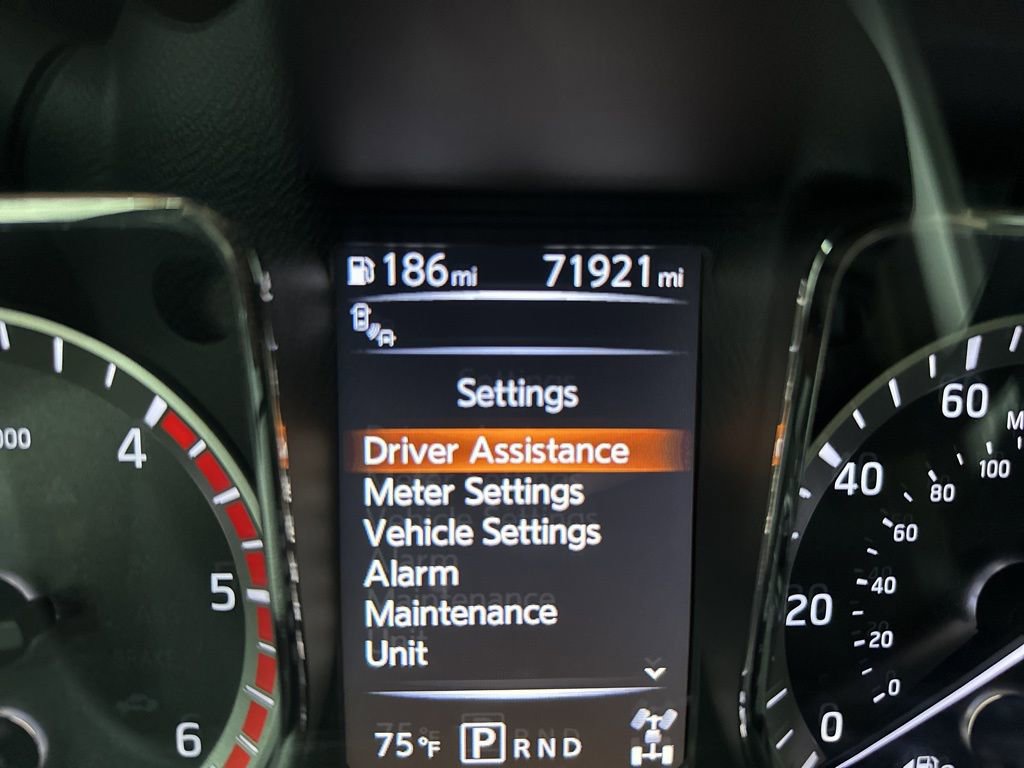 186mi 71921mi
Settings
Driver Assistance
Meter Settings
Vehicle Settings
Alarm
Maintenance
Unit
75°F P R N D
4
5
6
60
40
20
0
100
80
60
40
20
0